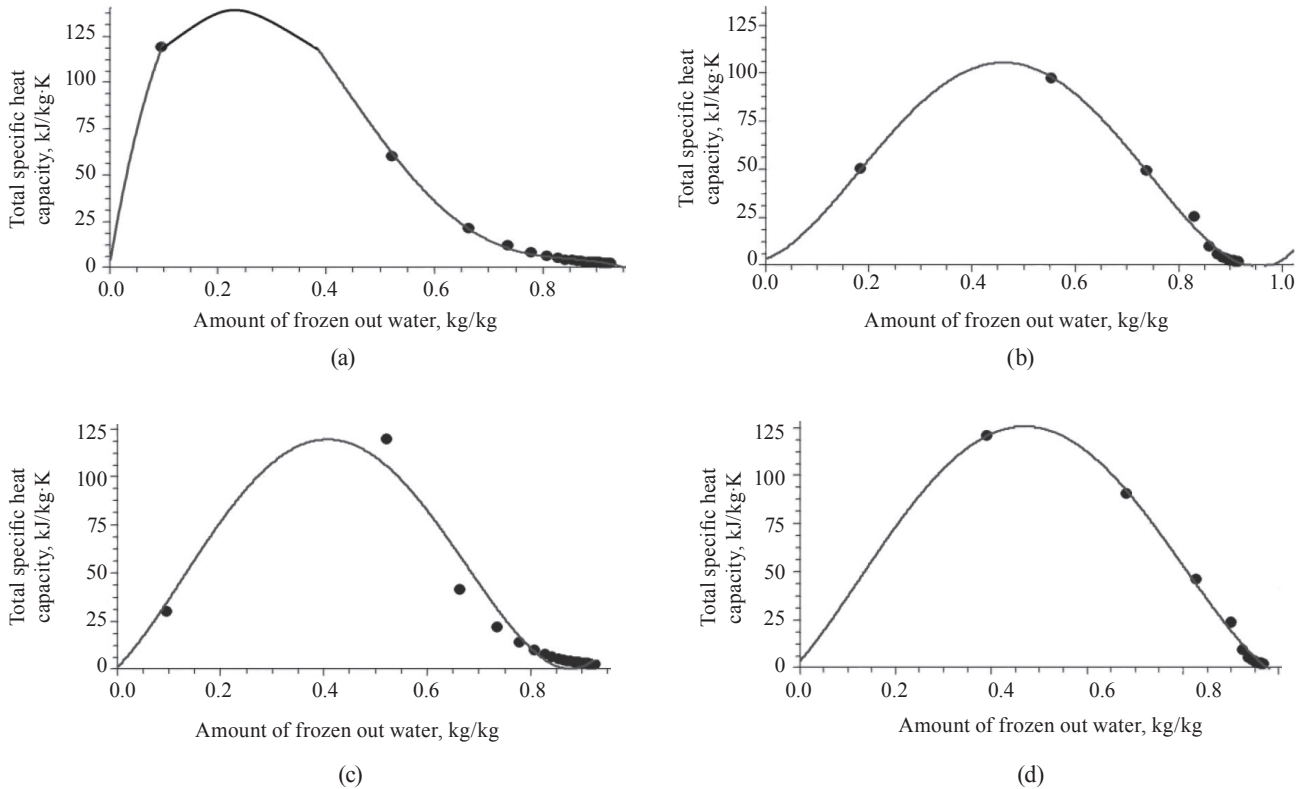 Total specific heat
capacity, kJ/kg·K
125
100
75
50
25
0
0.0 0.2 0.4 0.6 0.8
Amount of frozen out water, kg/kg
(a)
Total specific heat
capacity, kJ/kg·K
125
100
75
50
25
0
0.0 0.2 0.4 0.6 0.8 1.0
Amount of frozen out water, kg/kg
(b)
Total specific heat
capacity, kJ/kg·K
125
100
75
50
25
0
0.0 0.2 0.4 0.6 0.8
Amount of frozen out water, kg/kg
(c)
Total specific heat
capacity, kJ/kg·K
125
100
75
50
25
0
0.0 0.2 0.4 0.6 0.8
Amount of frozen out water, kg/kg
(d)